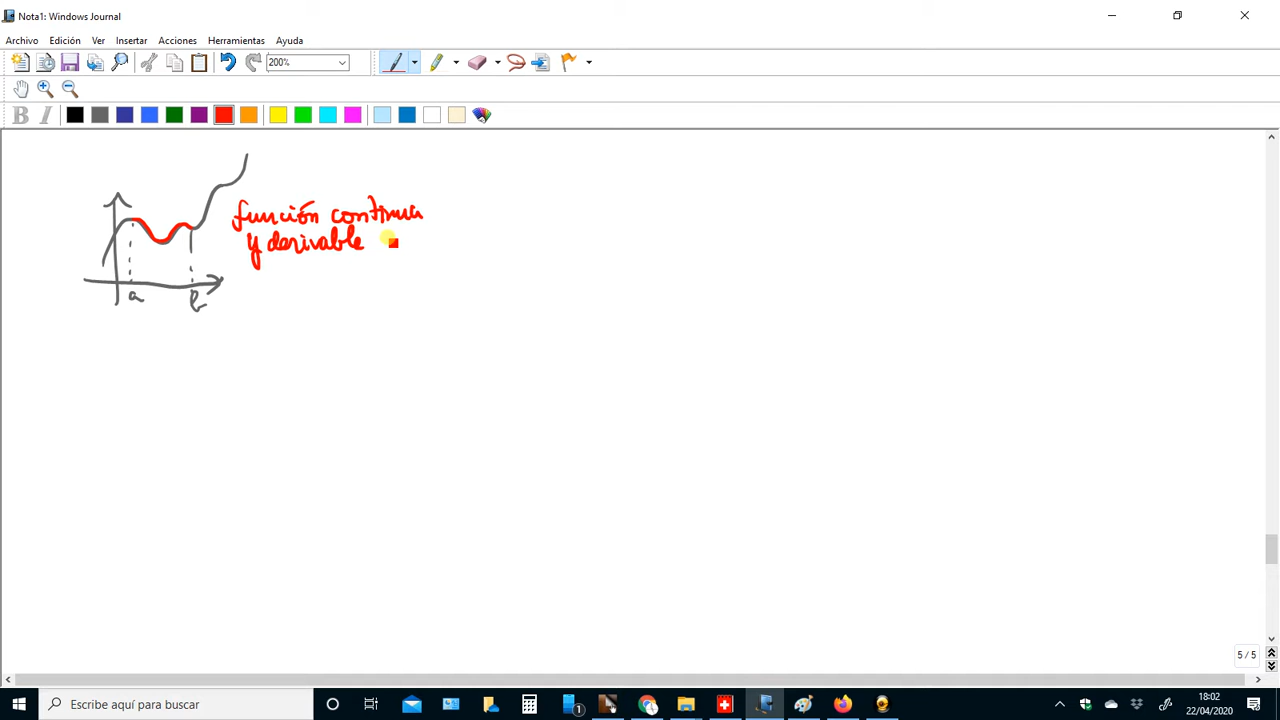 Nota1: Windows Journal
Archivo Edición Ver Insertar Acciones Herramientas Ayuda
200%
B I
función continua
y derivable
a b
5 / 5
Escribe aquí para buscar
1
18:02
22/04/2020